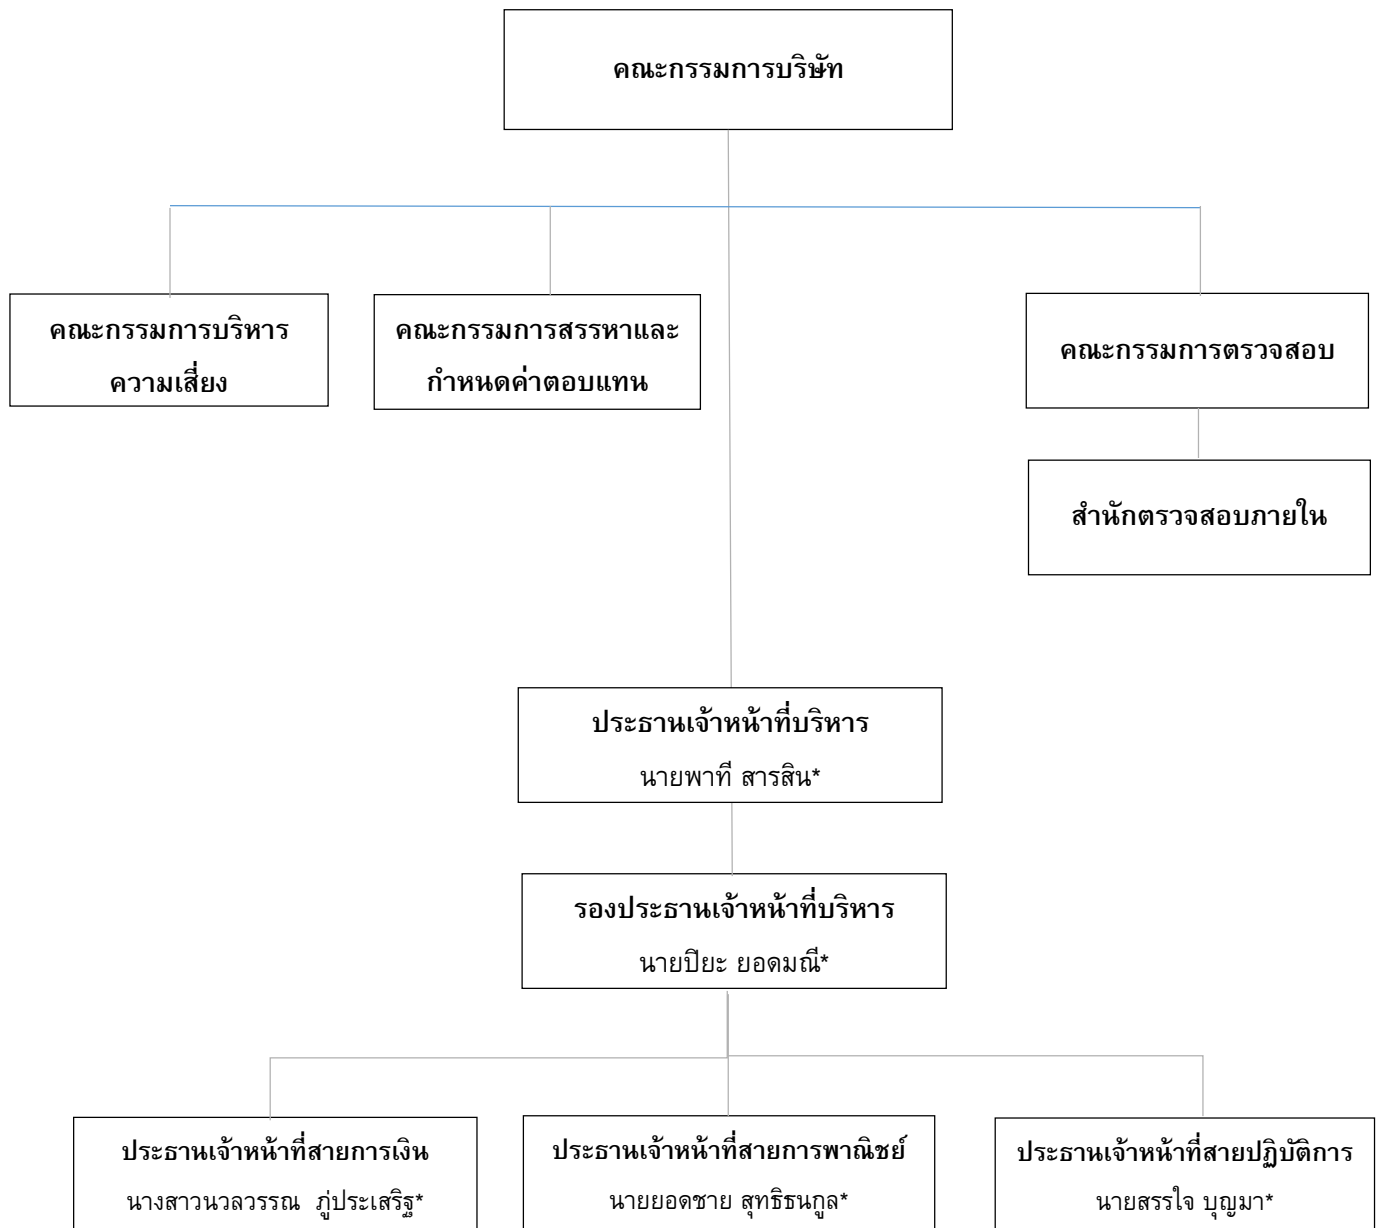 คณะกรรมการบริษัท
คณะกรรมการบริหาร
ความเสี่ยง
คณะกรรมการสรรหาและ
กำหนดค่าตอบแทน
คณะกรรมการตรวจสอบ
สำนักตรวจสอบภายใน
ประธานเจ้าหน้าที่บริหาร
นายพาที สารสิน*
รองประธานเจ้าหน้าที่บริหาร
นายปิยะ ยอดมณี*
ประธานเจ้าหน้าที่สายการเงิน
นางสาวนวลวรรณ ภู่ประเสริฐ*
ประธานเจ้าหน้าที่สายการพาณิชย์
นายยอดชาย สุทธิธนกูล*
ประธานเจ้าหน้าที่สายปฏิบัติการ
นายสรรใจ บุญมา*